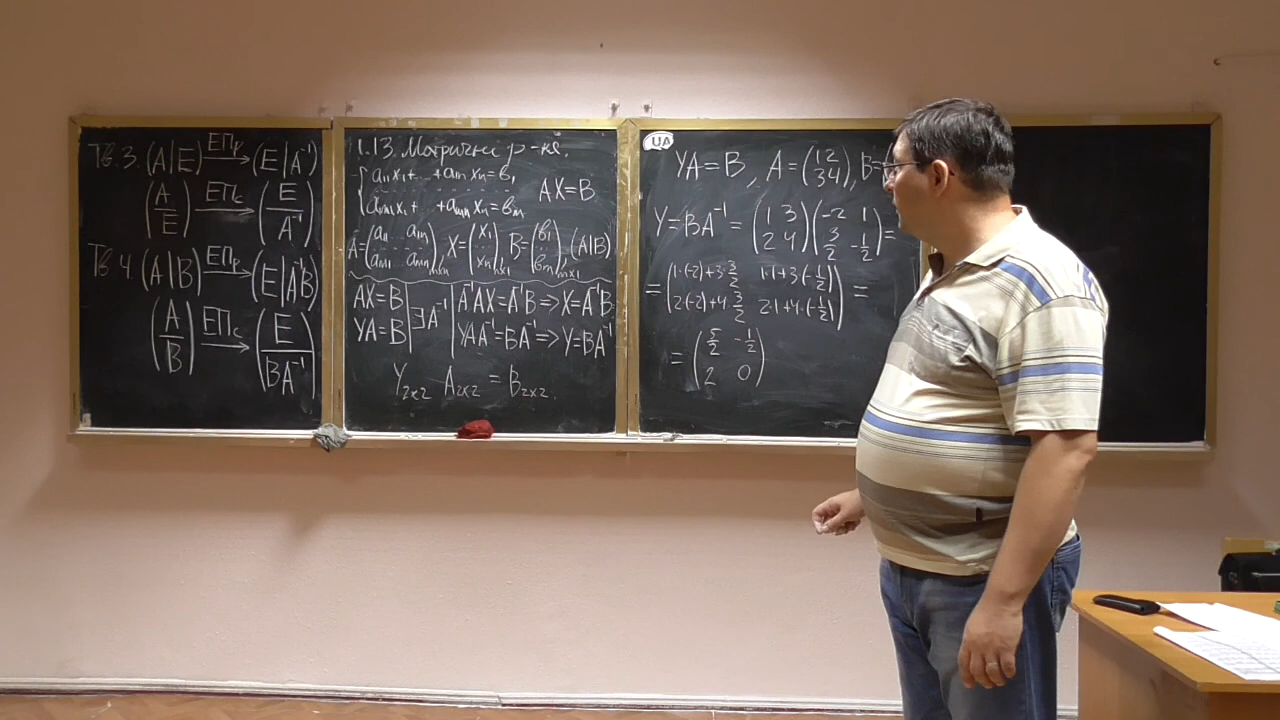 Тв.3. (A|E) ЕПр → (E|A⁻¹)
(A/E) ЕПс → (E/A⁻¹)
Тв 4 (A|B) ЕПр → (E|A⁻¹B)
(A/B) ЕПс → (E/BA⁻¹)
1.13. Матричні р-ня.
{ a₁₁x₁+ ··· +a₁ₙxₙ=b₁
AX=B
aₘ₁x₁+ ··· +aₘₙxₙ=bₘ
A=(a₁₁ ··· a₁ₙ; aₘ₁ ··· aₘₙ)ₘₓₙ, X=(x₁ ··· xₙ)ₙₓ₁ B=(b₁ ··· bₘ)ₘₓ₁ (A|B)
AX=B | ∃A⁻¹ | A⁻¹AX=A⁻¹B => X=A⁻¹B
YA=B | YAA⁻¹=BA⁻¹ => Y=BA⁻¹
Y₂ₓ₂ A₂ₓ₂ = B₂ₓ₂.
UA
YA=B, A=(1 2; 3 4), B=
Y=BA⁻¹ = (1 3; 2 4)(-2 1; 3/2 -1/2)=
=(1·(-2)+3·3/2 1·1+3·(-1/2); 2·(-2)+4·3/2 2·1+4·(-1/2)) =
=(5/2 -1/2; 2 0)